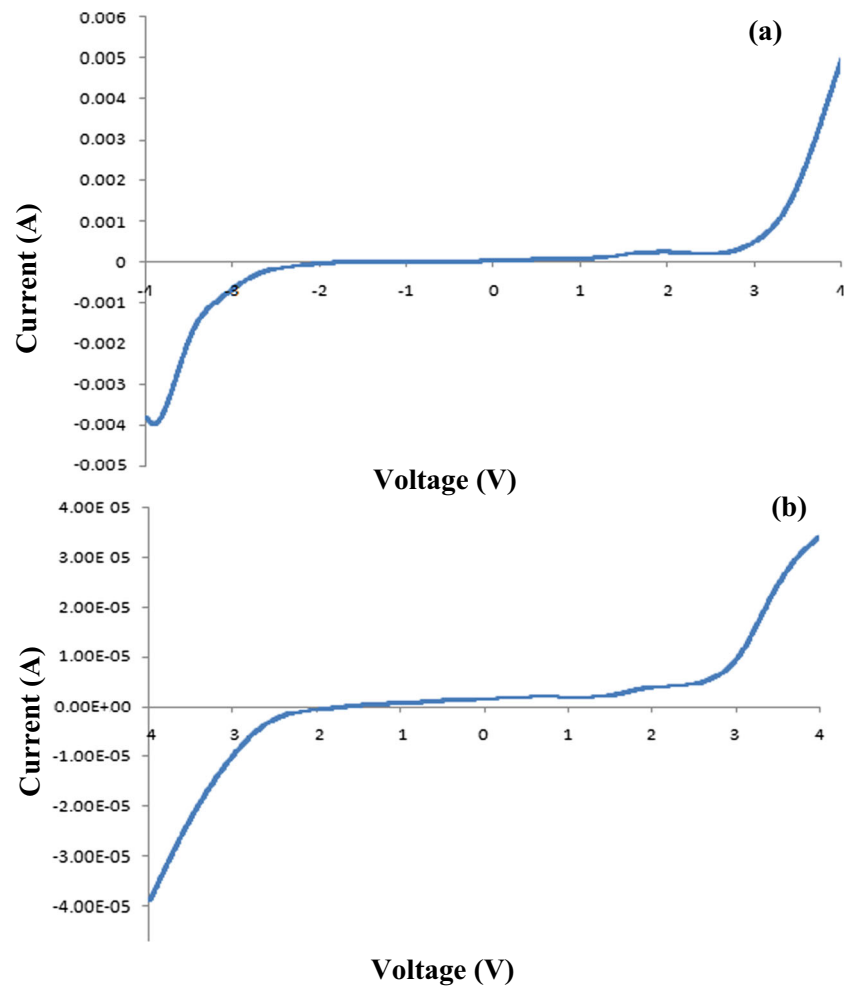 0.006
(a)
0.005
0.004
0.003
0.002
0.001
0
-4 -3 -2 -1 0 1 2 3 4
-0.001
-0.002
-0.003
-0.004
-0.005
Current (A)
Voltage (V)
4.00E 05
(b)
3.00E 05
2.00E-05
1.00E-05
0.00E+00
4 3 2 1 0 1 2 3 4
-1.00E-05
-2.00E-05
-3.00E-05
-4.00E-05
Current (A)
Voltage (V)